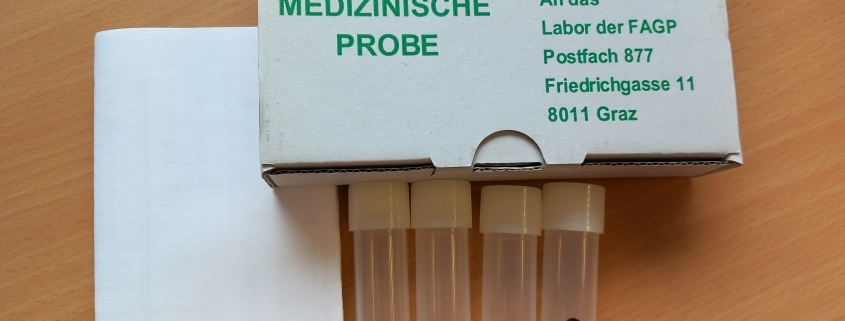 MEDIZINISCHE
PROBE
An das
Labor der FAGP
Postfach 877
Friedrichgasse 11
8011 Graz